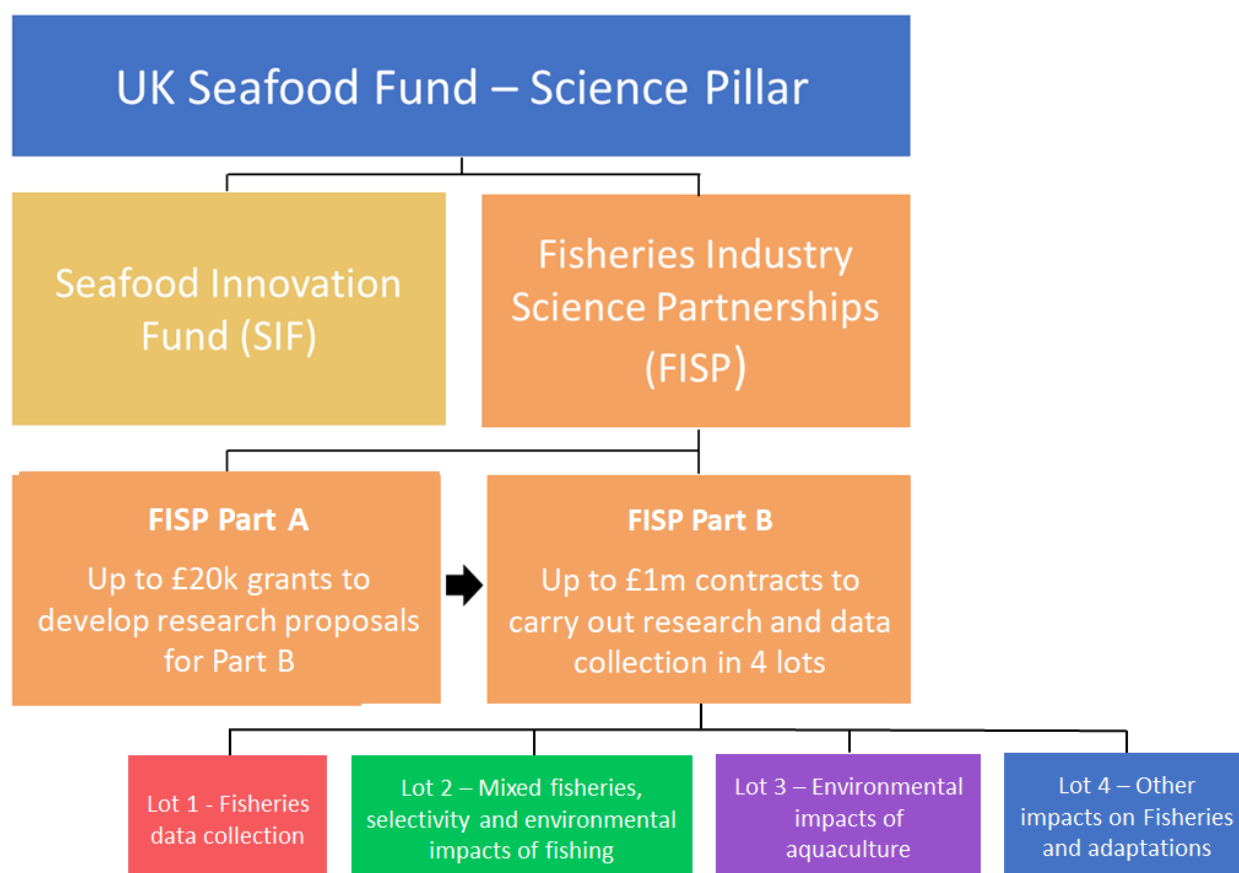 UK Seafood Fund – Science Pillar
Seafood Innovation
Fund (SIF)
Fisheries Industry
Science Partnerships
(FISP)
FISP Part A
Up to £20k grants to
develop research proposals
for Part B
FISP Part B
Up to £1m contracts to
carry out research and data
collection in 4 lots
Lot 1 - Fisheries
data collection
Lot 2 – Mixed fisheries,
selectivity and environmental
impacts of fishing
Lot 3 – Environmental
impacts of
aquaculture
Lot 4 – Other
impacts on Fisheries
and adaptations